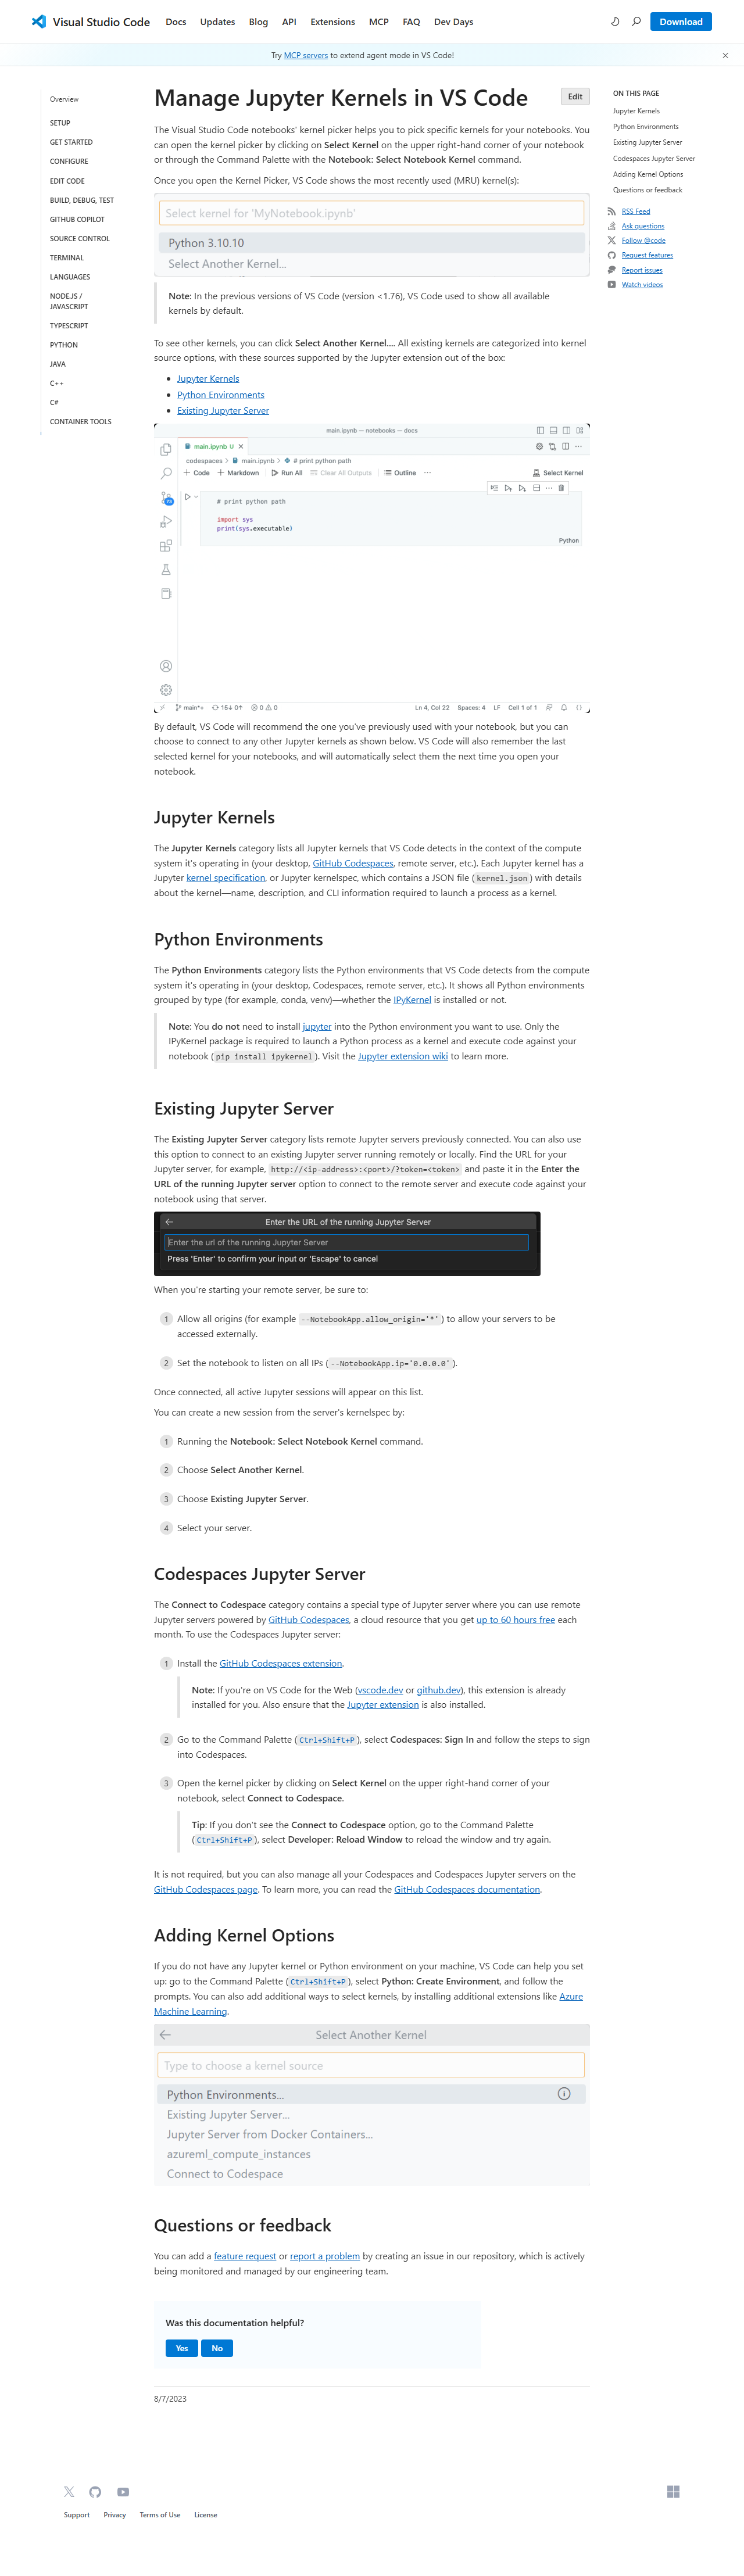 Visual Studio Code
Docs
Updates
Blog
API
Extensions
MCP
FAQ
Dev Days
Download
Try MCP servers to extend agent mode in VS Code!
Overview
SETUP
GET STARTED
CONFIGURE
EDIT CODE
BUILD, DEBUG, TEST
GITHUB COPILOT
SOURCE CONTROL
TERMINAL
LANGUAGES
NODE.JS /
JAVASCRIPT
TYPESCRIPT
PYTHON
JAVA
C++
C#
CONTAINER TOOLS
Manage Jupyter Kernels in VS Code
Edit
The Visual Studio Code notebooks' kernel picker helps you to pick specific kernels for your notebooks. You
can open the kernel picker by clicking on Select Kernel on the upper right-hand corner of your notebook
or through the Command Palette with the Notebook: Select Notebook Kernel command.
Once you open the Kernel Picker, VS Code shows the most recently used (MRU) kernel(s):
Select kernel for 'MyNotebook.ipynb'
Python 3.10.10
Select Another Kernel...
Note: In the previous versions of VS Code (version <1.76), VS Code used to show all available
kernels by default.
To see other kernels, you can click Select Another Kernel.... All existing kernels are categorized into kernel
source options, with these sources supported by the Jupyter extension out of the box:
Jupyter Kernels
Python Environments
Existing Jupyter Server
main.ipynb — notebooks — docs
main.ipynb U
codespaces > main.ipynb > # print python path
Code
Markdown
Run All
Clear All Outputs
Outline
Select Kernel
73
# print python path
import sys
print(sys.executable)
Python
main*+
15↓ 0↑
0
0
Ln 4, Col 22
Spaces: 4
LF
Cell 1 of 1
By default, VS Code will recommend the one you've previously used with your notebook, but you can
choose to connect to any other Jupyter kernels as shown below. VS Code will also remember the last
selected kernel for your notebooks, and will automatically select them the next time you open your
notebook.
Jupyter Kernels
The Jupyter Kernels category lists all Jupyter kernels that VS Code detects in the context of the compute
system it's operating in (your desktop, GitHub Codespaces, remote server, etc.). Each Jupyter kernel has a
Jupyter kernel specification, or Jupyter kernelspec, which contains a JSON file (kernel.json) with details
about the kernel—name, description, and CLI information required to launch a process as a kernel.
Python Environments
The Python Environments category lists the Python environments that VS Code detects from the compute
system it's operating in (your desktop, Codespaces, remote server, etc.). It shows all Python environments
grouped by type (for example, conda, venv)—whether the IPyKernel is installed or not.
Note: You do not need to install jupyter into the Python environment you want to use. Only the
IPyKernel package is required to launch a Python process as a kernel and execute code against your
notebook (pip install ipykernel). Visit the Jupyter extension wiki to learn more.
Existing Jupyter Server
The Existing Jupyter Server category lists remote Jupyter servers previously connected. You can also use
this option to connect to an existing Jupyter server running remotely or locally. Find the URL for your
Jupyter server, for example, http://<ip-address>:<port>/?token=<token> and paste it in the Enter the
URL of the running Jupyter server option to connect to the remote server and execute code against your
notebook using that server.
Enter the URL of the running Jupyter Server
Enter the url of the running Jupyter Server
Press 'Enter' to confirm your input or 'Escape' to cancel
When you're starting your remote server, be sure to:
1 Allow all origins (for example --NotebookApp.allow_origin='*') to allow your servers to be
accessed externally.
2 Set the notebook to listen on all IPs (--NotebookApp.ip='0.0.0.0').
Once connected, all active Jupyter sessions will appear on this list.
You can create a new session from the server's kernelspec by:
1 Running the Notebook: Select Notebook Kernel command.
2 Choose Select Another Kernel.
3 Choose Existing Jupyter Server.
4 Select your server.
Codespaces Jupyter Server
The Connect to Codespace category contains a special type of Jupyter server where you can use remote
Jupyter servers powered by GitHub Codespaces, a cloud resource that you get up to 60 hours free each
month. To use the Codespaces Jupyter server:
1 Install the GitHub Codespaces extension.
Note: If you're on VS Code for the Web (vscode.dev or github.dev), this extension is already
installed for you. Also ensure that the Jupyter extension is also installed.
2 Go to the Command Palette (Ctrl+Shift+P), select Codespaces: Sign In and follow the steps to sign
into Codespaces.
3 Open the kernel picker by clicking on Select Kernel on the upper right-hand corner of your
notebook, select Connect to Codespace.
Tip: If you don't see the Connect to Codespace option, go to the Command Palette
(Ctrl+Shift+P), select Developer: Reload Window to reload the window and try again.
It is not required, but you can also manage all your Codespaces and Codespaces Jupyter servers on the
GitHub Codespaces page. To learn more, you can read the GitHub Codespaces documentation.
Adding Kernel Options
If you do not have any Jupyter kernel or Python environment on your machine, VS Code can help you set
up: go to the Command Palette (Ctrl+Shift+P), select Python: Create Environment, and follow the
prompts. You can also add additional ways to select kernels, by installing additional extensions like Azure
Machine Learning.
Select Another Kernel
Type to choose a kernel source
Python Environments...
Existing Jupyter Server...
Jupyter Server from Docker Containers...
azureml_compute_instances
Connect to Codespace
Questions or feedback
You can add a feature request or report a problem by creating an issue in our repository, which is actively
being monitored and managed by our engineering team.
Was this documentation helpful?
Yes
No
8/7/2023
ON THIS PAGE
Jupyter Kernels
Python Environments
Existing Jupyter Server
Codespaces Jupyter Server
Adding Kernel Options
Questions or feedback
RSS Feed
Ask questions
Follow @code
Request features
Report issues
Watch videos
Support
Privacy
Terms of Use
License